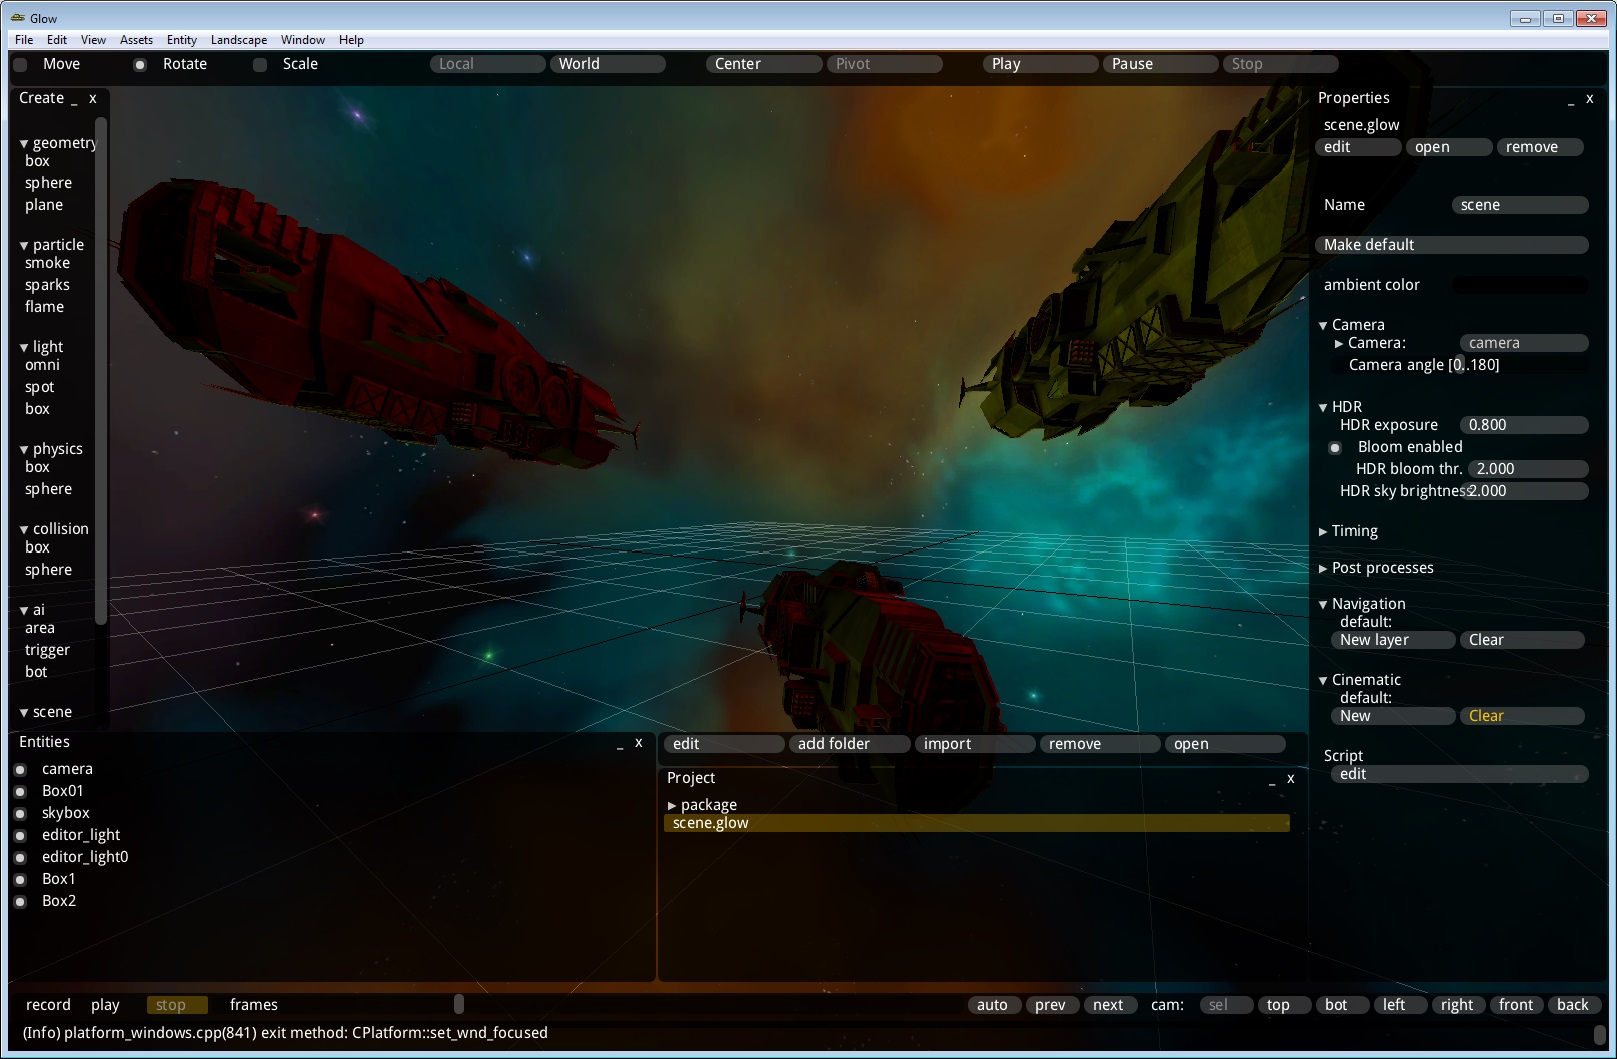 Glow
File Edit View Assets Entity Landscape Window Help
Move Rotate Scale Local World Center Pivot Play Pause Stop
Create _ x
geometry
box
sphere
plane
particle
smoke
sparks
flame
light
omni
spot
box
physics
box
sphere
collision
box
sphere
ai
area
trigger
bot
scene
Properties _ x
scene.glow
edit open remove
Name scene
Make default
ambient color
Camera
Camera: camera
Camera angle [0..180]
HDR
HDR exposure 0.800
Bloom enabled
HDR bloom thr. 2.000
HDR sky brightness 2.000
Timing
Post processes
Navigation
default:
New layer Clear
Cinematic
default:
New Clear
Script
edit
Entities _ x
camera
Box01
skybox
editor_light
editor_light0
Box1
Box2
edit add folder import remove open
Project _ x
package
scene.glow
record play stop frames auto prev next cam: sel top bot left right front back
(Info) platform_windows.cpp(841) exit method: CPlatform::set_wnd_focused